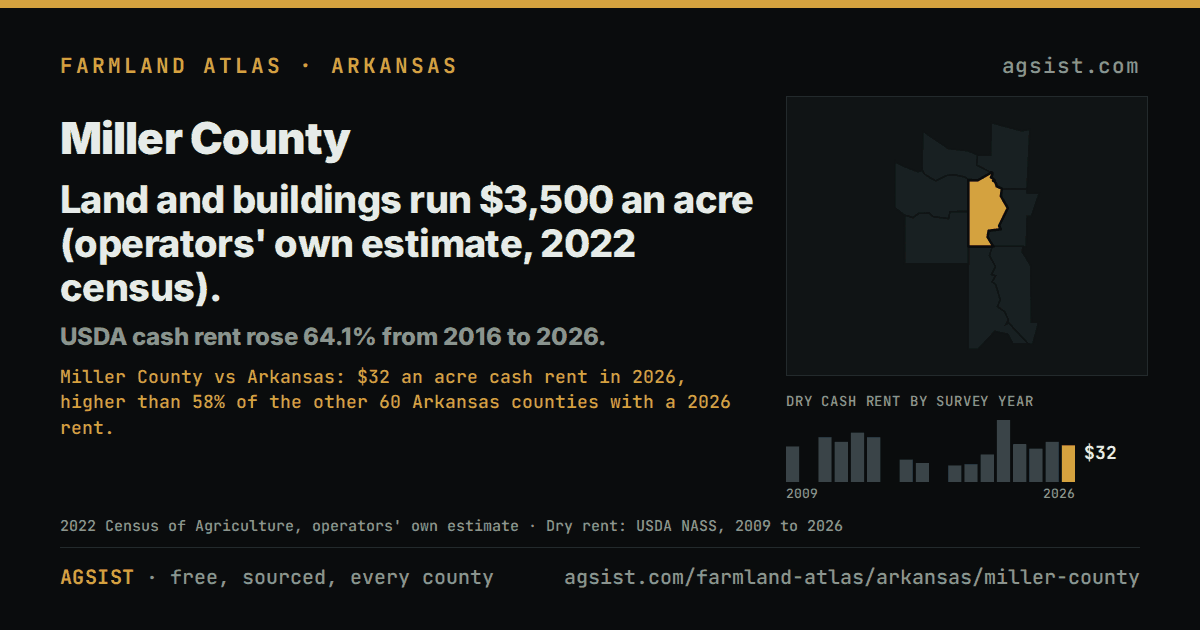 FARMLAND ATLAS · ARKANSAS
agsist.com
Miller County
Land and buildings run $3,500 an acre
(operators' own estimate, 2022
census).
USDA cash rent rose 64.1% from 2016 to 2026.
Miller County vs Arkansas: $32 an acre cash rent in 2026,
higher than 58% of the other 60 Arkansas counties with a 2026
rent.
DRY CASH RENT BY SURVEY YEAR
$32
2009 2026
2022 Census of Agriculture, operators' own estimate · Dry rent: USDA NASS, 2009 to 2026
AGSIST · free, sourced, every county
agsist.com/farmland-atlas/arkansas/miller-county